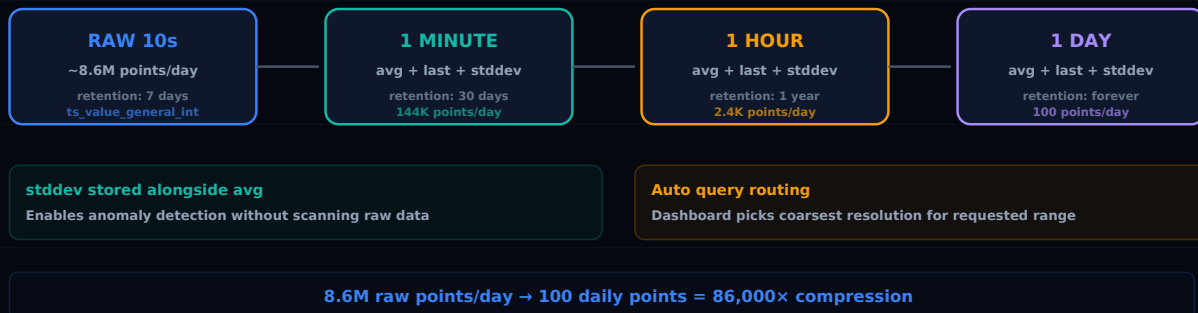 RAW 10s
~8.6M points/day
retention: 7 days
ts_value_general_int
1 MINUTE
avg + last + stddev
retention: 30 days
144K points/day
1 HOUR
avg + last + stddev
retention: 1 year
2.4K points/day
1 DAY
avg + last + stddev
retention: forever
100 points/day
stddev stored alongside avg
Enables anomaly detection without scanning raw data
Auto query routing
Dashboard picks coarsest resolution for requested range
8.6M raw points/day → 100 daily points = 86,000× compression